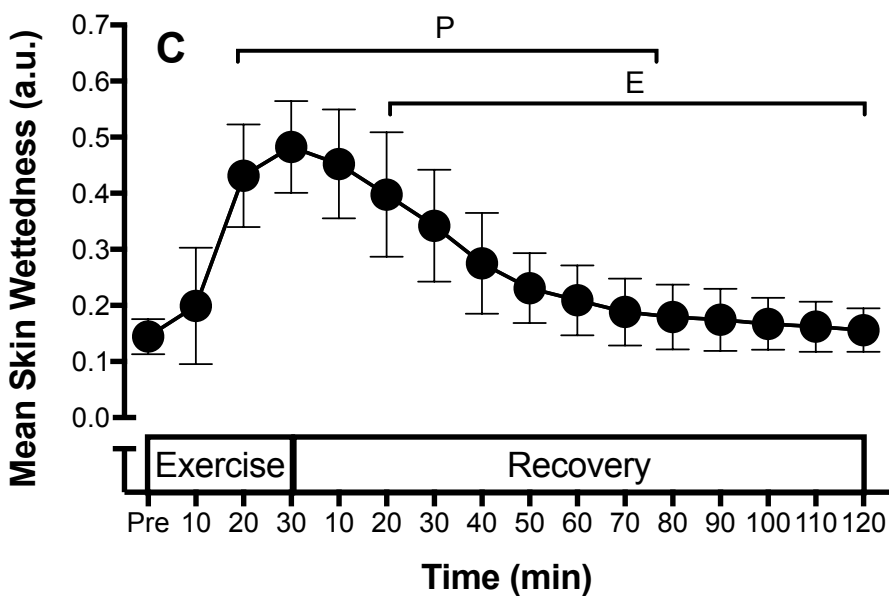 C
P
E
Mean Skin Wettedness (a.u.)
0.7
0.6
0.5
0.4
0.3
0.2
0.1
0.0
Exercise
Recovery
Pre 10 20 30 10 20 30 40 50 60 70 80 90 100 110 120
Time (min)